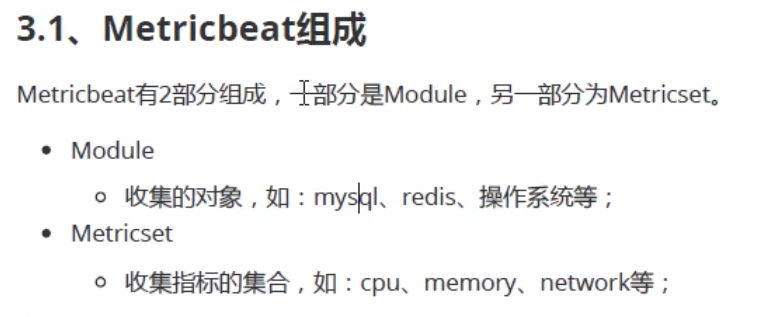 3.1、Metricbeat组成
Metricbeat有2部分组成，一部分是Module，另一部分为Metricset。
Module
收集的对象，如：mysql、redis、操作系统等；
Metricset
收集指标的集合，如：cpu、memory、network等；